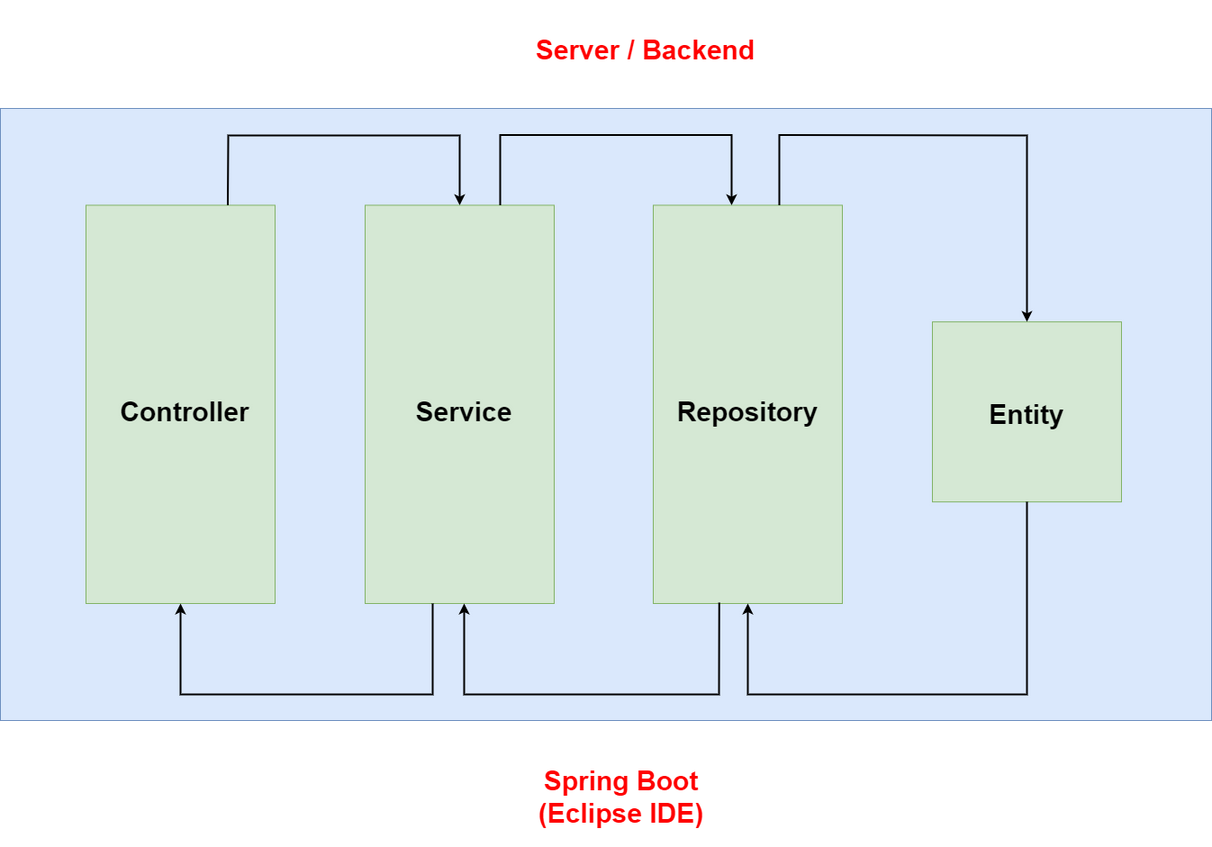 Server / Backend
Controller
Service
Repository
Entity
Spring Boot
(Eclipse IDE)